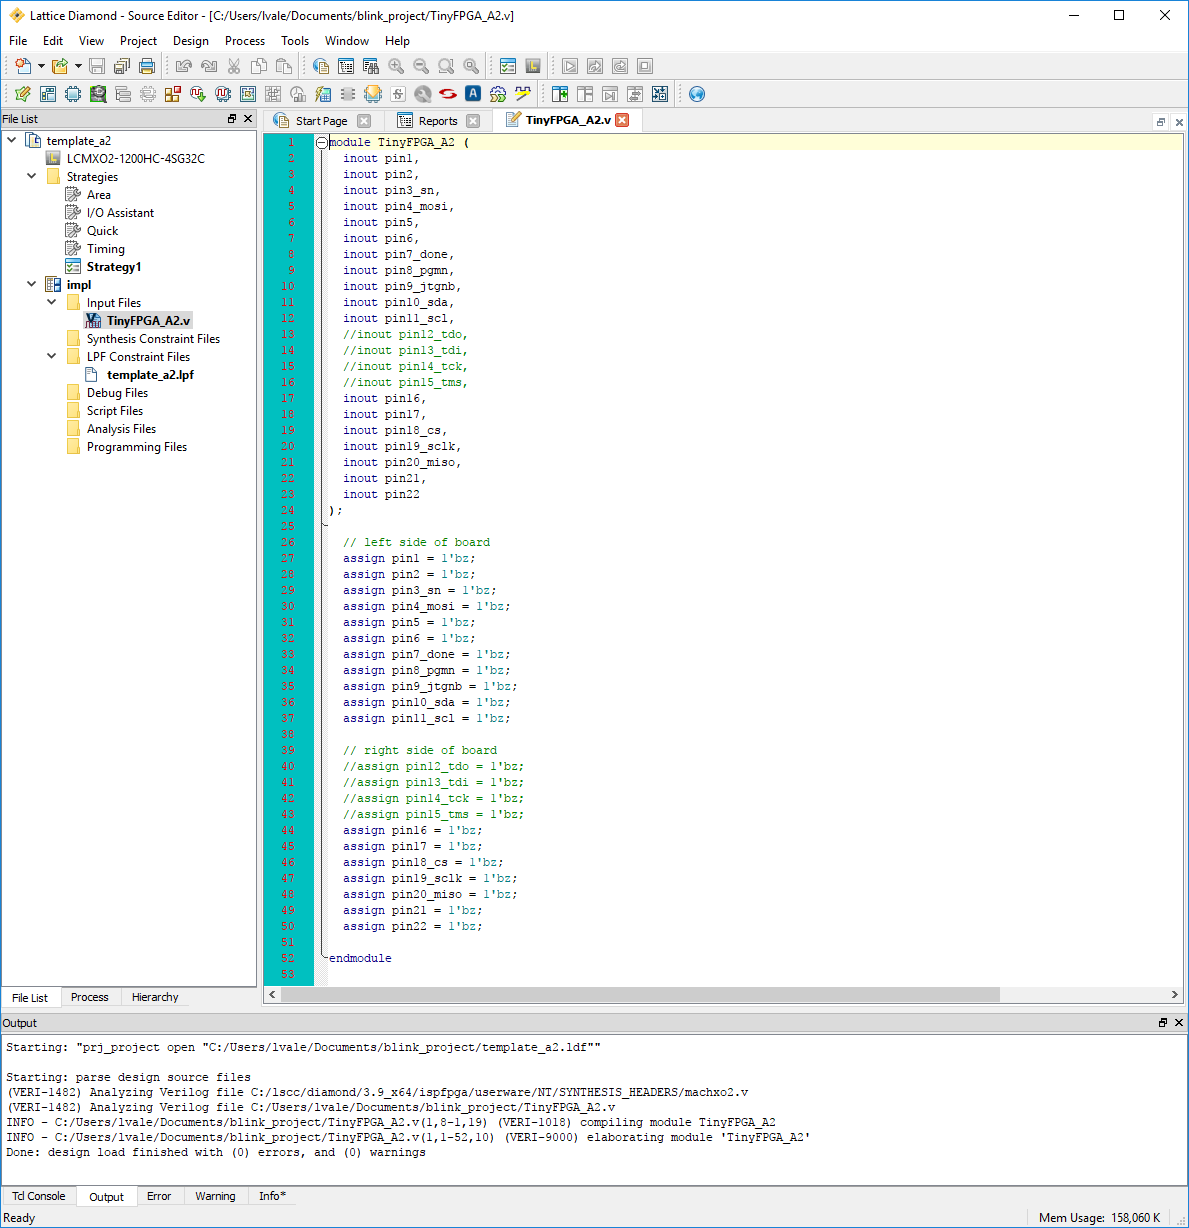 Lattice Diamond - Source Editor - [C:/Users/lvale/Documents/blink_project/TinyFPGA_A2.v]
File Edit View Project Design Process Tools Window Help
File List
template_a2
LCMXO2-1200HC-4SG32C
Strategies
Area
I/O Assistant
Quick
Timing
Strategy1
impl
Input Files
TinyFPGA_A2.v
Synthesis Constraint Files
LPF Constraint Files
template_a2.lpf
Debug Files
Script Files
Analysis Files
Programming Files
File List Process Hierarchy
Start Page Reports TinyFPGA_A2.v
1 module TinyFPGA_A2 (
2 inout pin1,
3 inout pin2,
4 inout pin3_sn,
5 inout pin4_mosi,
6 inout pin5,
7 inout pin6,
8 inout pin7_done,
9 inout pin8_pgmn,
10 inout pin9_jtgnb,
11 inout pin10_sda,
12 inout pin11_scl,
13 //inout pin12_tdo,
14 //inout pin13_tdi,
15 //inout pin14_tck,
16 //inout pin15_tms,
17 inout pin16,
18 inout pin17,
19 inout pin18_cs,
20 inout pin19_sclk,
21 inout pin20_miso,
22 inout pin21,
23 inout pin22
24 );
25
26 // left side of board
27 assign pin1 = 1'bz;
28 assign pin2 = 1'bz;
29 assign pin3_sn = 1'bz;
30 assign pin4_mosi = 1'bz;
31 assign pin5 = 1'bz;
32 assign pin6 = 1'bz;
33 assign pin7_done = 1'bz;
34 assign pin8_pgmn = 1'bz;
35 assign pin9_jtgnb = 1'bz;
36 assign pin10_sda = 1'bz;
37 assign pin11_scl = 1'bz;
38
39 // right side of board
40 //assign pin12_tdo = 1'bz;
41 //assign pin13_tdi = 1'bz;
42 //assign pin14_tck = 1'bz;
43 //assign pin15_tms = 1'bz;
44 assign pin16 = 1'bz;
45 assign pin17 = 1'bz;
46 assign pin18_cs = 1'bz;
47 assign pin19_sclk = 1'bz;
48 assign pin20_miso = 1'bz;
49 assign pin21 = 1'bz;
50 assign pin22 = 1'bz;
51
52 endmodule
53
Output
Starting: "prj_project open "C:/Users/lvale/Documents/blink_project/template_a2.ldf""
Starting: parse design source files
(VERI-1482) Analyzing Verilog file C:/lscc/diamond/3.9_x64/ispfpga/userware/NT/SYNTHESIS_HEADERS/machxo2.v
(VERI-1482) Analyzing Verilog file C:/Users/lvale/Documents/blink_project/TinyFPGA_A2.v
INFO - C:/Users/lvale/Documents/blink_project/TinyFPGA_A2.v(1,8-1,19) (VERI-1018) compiling module TinyFPGA_A2
INFO - C:/Users/lvale/Documents/blink_project/TinyFPGA_A2.v(1,1-52,10) (VERI-9000) elaborating module 'TinyFPGA_A2'
Done: design load finished with (0) errors, and (0) warnings
Tcl Console Output Error Warning Info*
Ready Mem Usage: 158,060 K